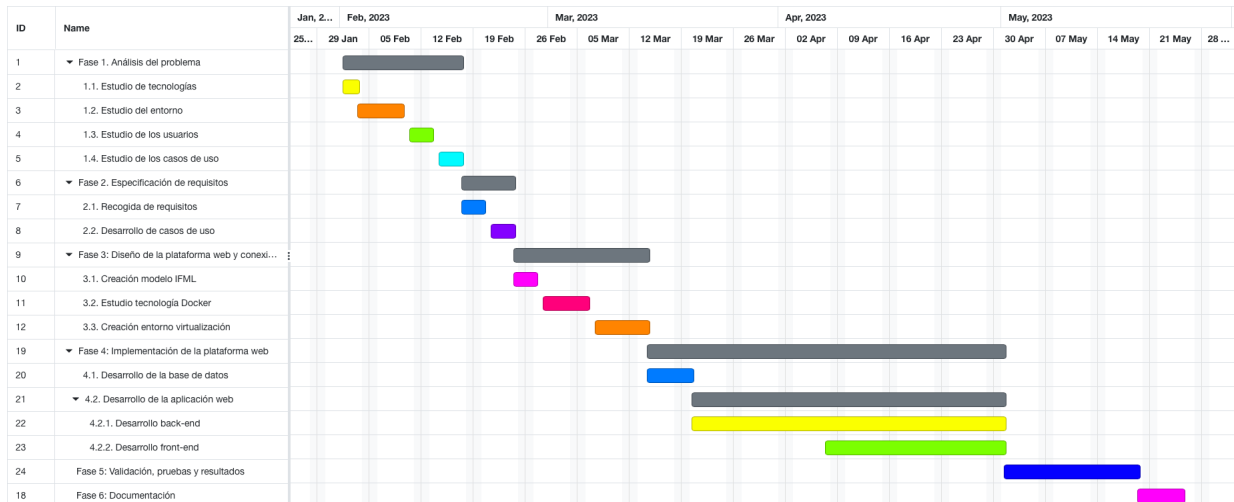 ID Name Jan, 2... Feb, 2023 Mar, 2023 Apr, 2023 May, 2023
25... 29 Jan 05 Feb 12 Feb 19 Feb 26 Feb 05 Mar 12 Mar 19 Mar 26 Mar 02 Apr 09 Apr 16 Apr 23 Apr 30 Apr 07 May 14 May 21 May 28 ...
1 Fase 1. Análisis del problema
2 1.1. Estudio de tecnologías
3 1.2. Estudio del entorno
4 1.3. Estudio de los usuarios
5 1.4. Estudio de los casos de uso
6 Fase 2. Especificación de requisitos
7 2.1. Recogida de requisitos
8 2.2. Desarrollo de casos de uso
9 Fase 3: Diseño de la plataforma web y conexi...
10 3.1. Creación modelo IFML
11 3.2. Estudio tecnología Docker
12 3.3. Creación entorno virtualización
19 Fase 4: Implementación de la plataforma web
20 4.1. Desarrollo de la base de datos
21 4.2. Desarrollo de la aplicación web
22 4.2.1. Desarrollo back-end
23 4.2.2. Desarrollo front-end
24 Fase 5: Validación, pruebas y resultados
18 Fase 6: Documentación